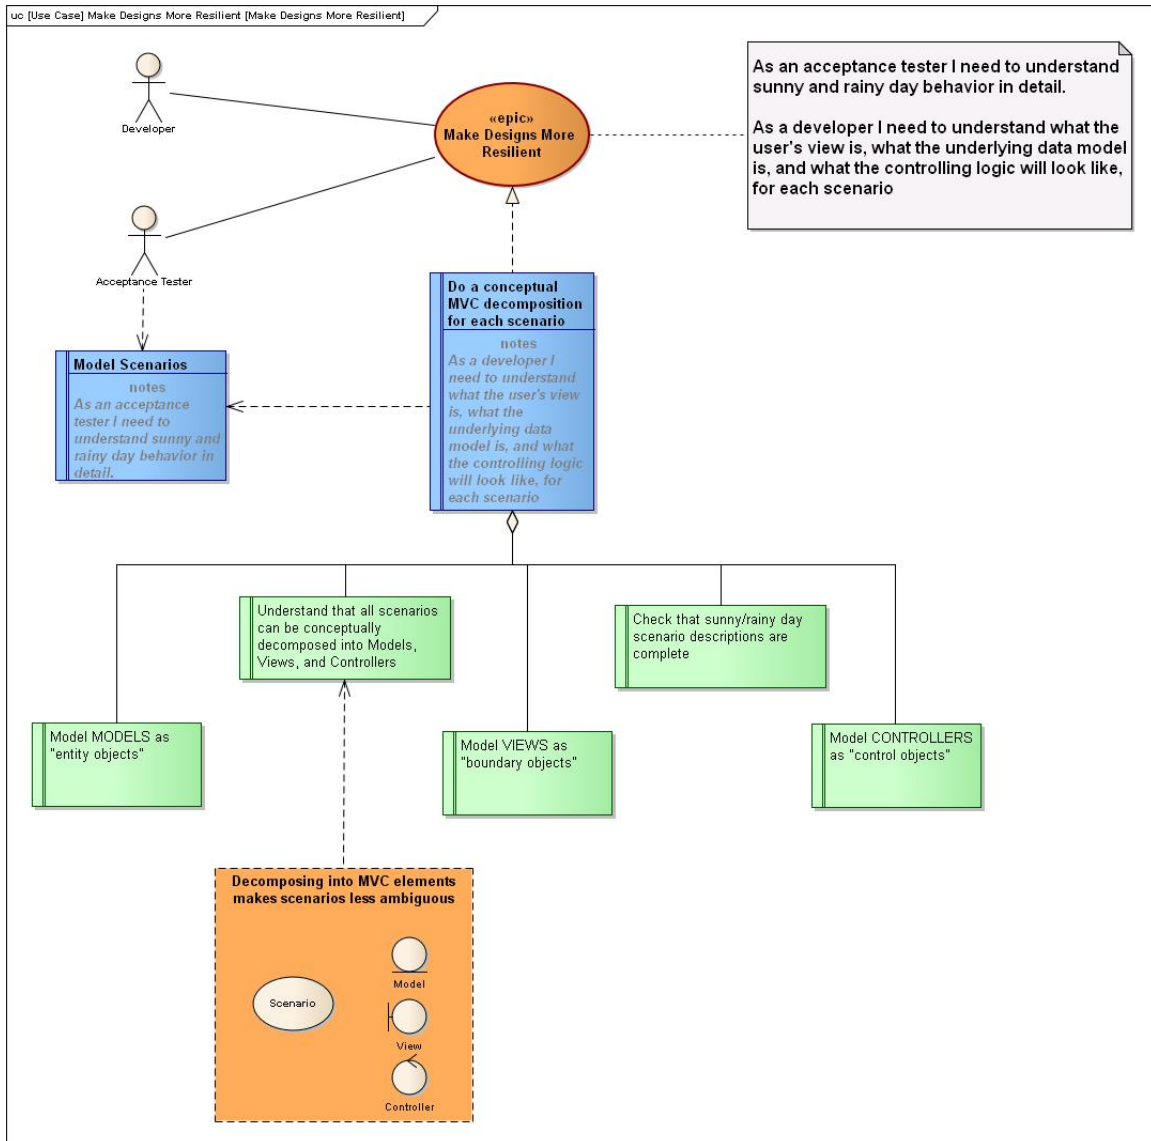 uc [Use Case] Make Designs More Resilient [Make Designs More Resilient]
Developer
«epic»
Make Designs More
Resilient
As an acceptance tester I need to understand
sunny and rainy day behavior in detail.
As a developer I need to understand what the
user's view is, what the underlying data model
is, and what the controlling logic will look like,
for each scenario
Acceptance Tester
Do a conceptual
MVC decomposition
for each scenario
notes
As a developer I
need to understand
what the user's view
is, what the
underlying data
model is, and what
the controlling logic
will look like, for
each scenario
Model Scenarios
notes
As an acceptance
tester I need to
understand sunny and
rainy day behavior in
detail.
Understand that all scenarios
can be conceptually
decomposed into Models,
Views, and Controllers
Check that sunny/rainy day
scenario descriptions are
complete
Model MODELS as
"entity objects"
Model VIEWS as
"boundary objects"
Model CONTROLLERS
as "control objects"
Decomposing into MVC elements
makes scenarios less ambiguous
Scenario
Model
View
Controller